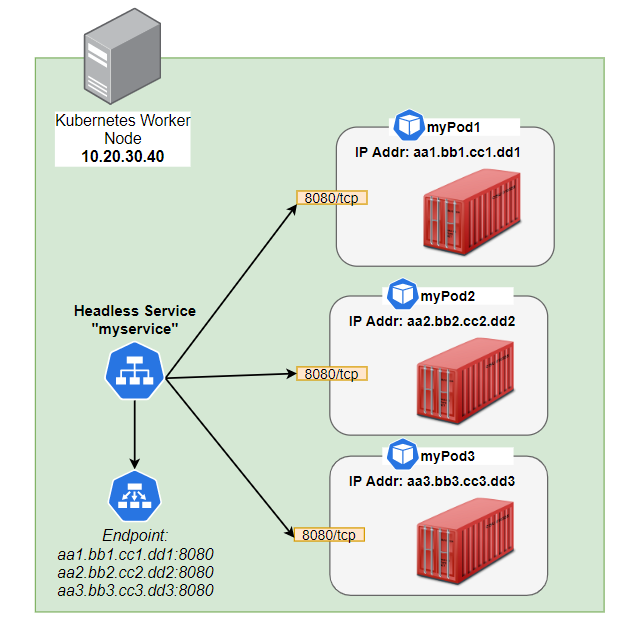 Kubernetes Worker
Node
10.20.30.40
myPod1
IP Addr: aa1.bb1.cc1.dd1
8080/tcp
myPod2
IP Addr: aa2.bb2.cc2.dd2
8080/tcp
Headless Service
"myservice"
myPod3
IP Addr: aa3.bb3.cc3.dd3
8080/tcp
Endpoint:
aa1.bb1.cc1.dd1:8080
aa2.bb2.cc2.dd2:8080
aa3.bb3.cc3.dd3:8080